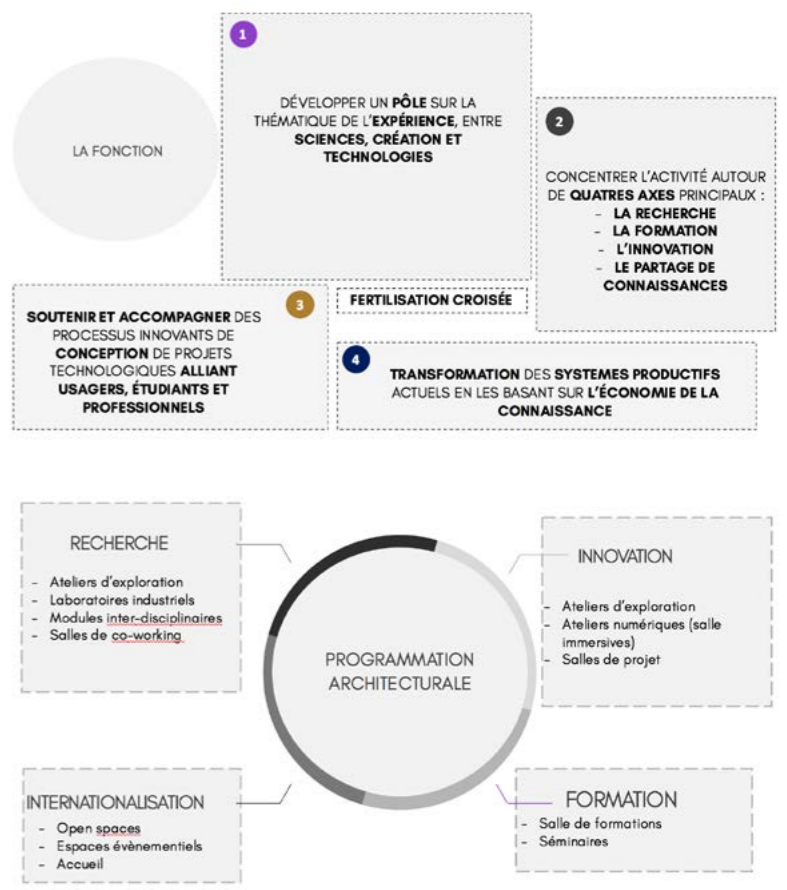 LA FONCTION
1
DÉVELOPPER UN PÔLE SUR LA
THÉMATIQUE DE L'EXPÉRIENCE, ENTRE
SCIENCES, CRÉATION ET
TECHNOLOGIES
2
CONCENTRER L'ACTIVITÉ AUTOUR
DE QUATRES AXES PRINCIPAUX :
- LA RECHERCHE
- LA FORMATION
- L'INNOVATION
- LE PARTAGE DE
CONNAISSANCES
3
SOUTENIR ET ACCOMPAGNER DES
PROCESSUS INNOVANTS DE
CONCEPTION DE PROJETS
TECHNOLOGIQUES ALLIANT
USAGERS, ÉTUDIANTS ET
PROFESSIONNELS
FERTILISATION CROISÉE
4
TRANSFORMATION DES SYSTEMES PRODUCTIFS
ACTUELS EN LES BASANT SUR L'ÉCONOMIE DE LA
CONNAISSANCE
RECHERCHE
- Ateliers d'exploration
- Laboratoires industriels
- Modules inter-disciplinaires
- Salles de co-working
INNOVATION
- Ateliers d'exploration
- Ateliers numériques (salle
immersives)
- Salles de projet
PROGRAMMATION
ARCHITECTURALE
INTERNATIONALISATION
- Open spaces
- Espaces évènementiels
- Accueil
FORMATION
- Salle de formations
- Séminaires